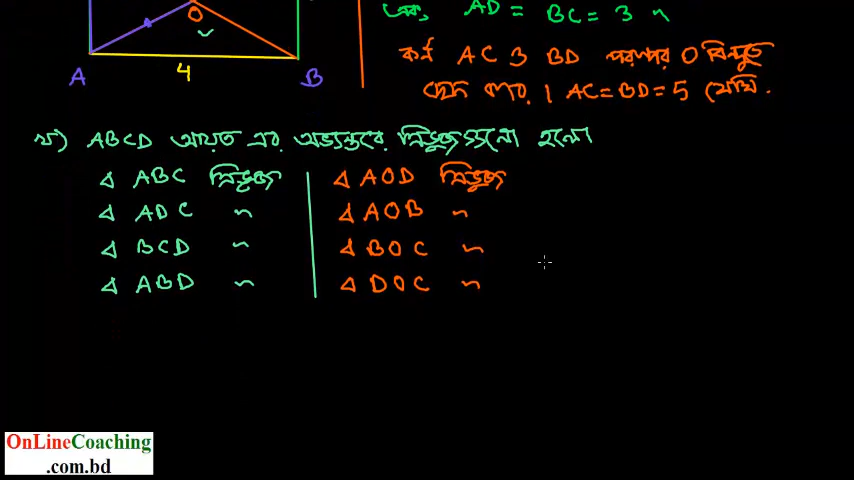 O
A 4 B
এবং, AD = BC = 3 "
কর্ণ AC ও BD পরস্পর O বিন্দুতে
ছেদ করে । AC = BD = 5 সেমি.
খ) ABCD আয়ত এর অভ্যন্তরে ত্রিভুজগুলো হলো
Δ ABC ত্রিভুজ
Δ ADC "
Δ BCD "
Δ ABD "
Δ AOD ত্রিভুজ
Δ AOB "
Δ BOC "
Δ DOC "
OnLineCoaching
.com.bd